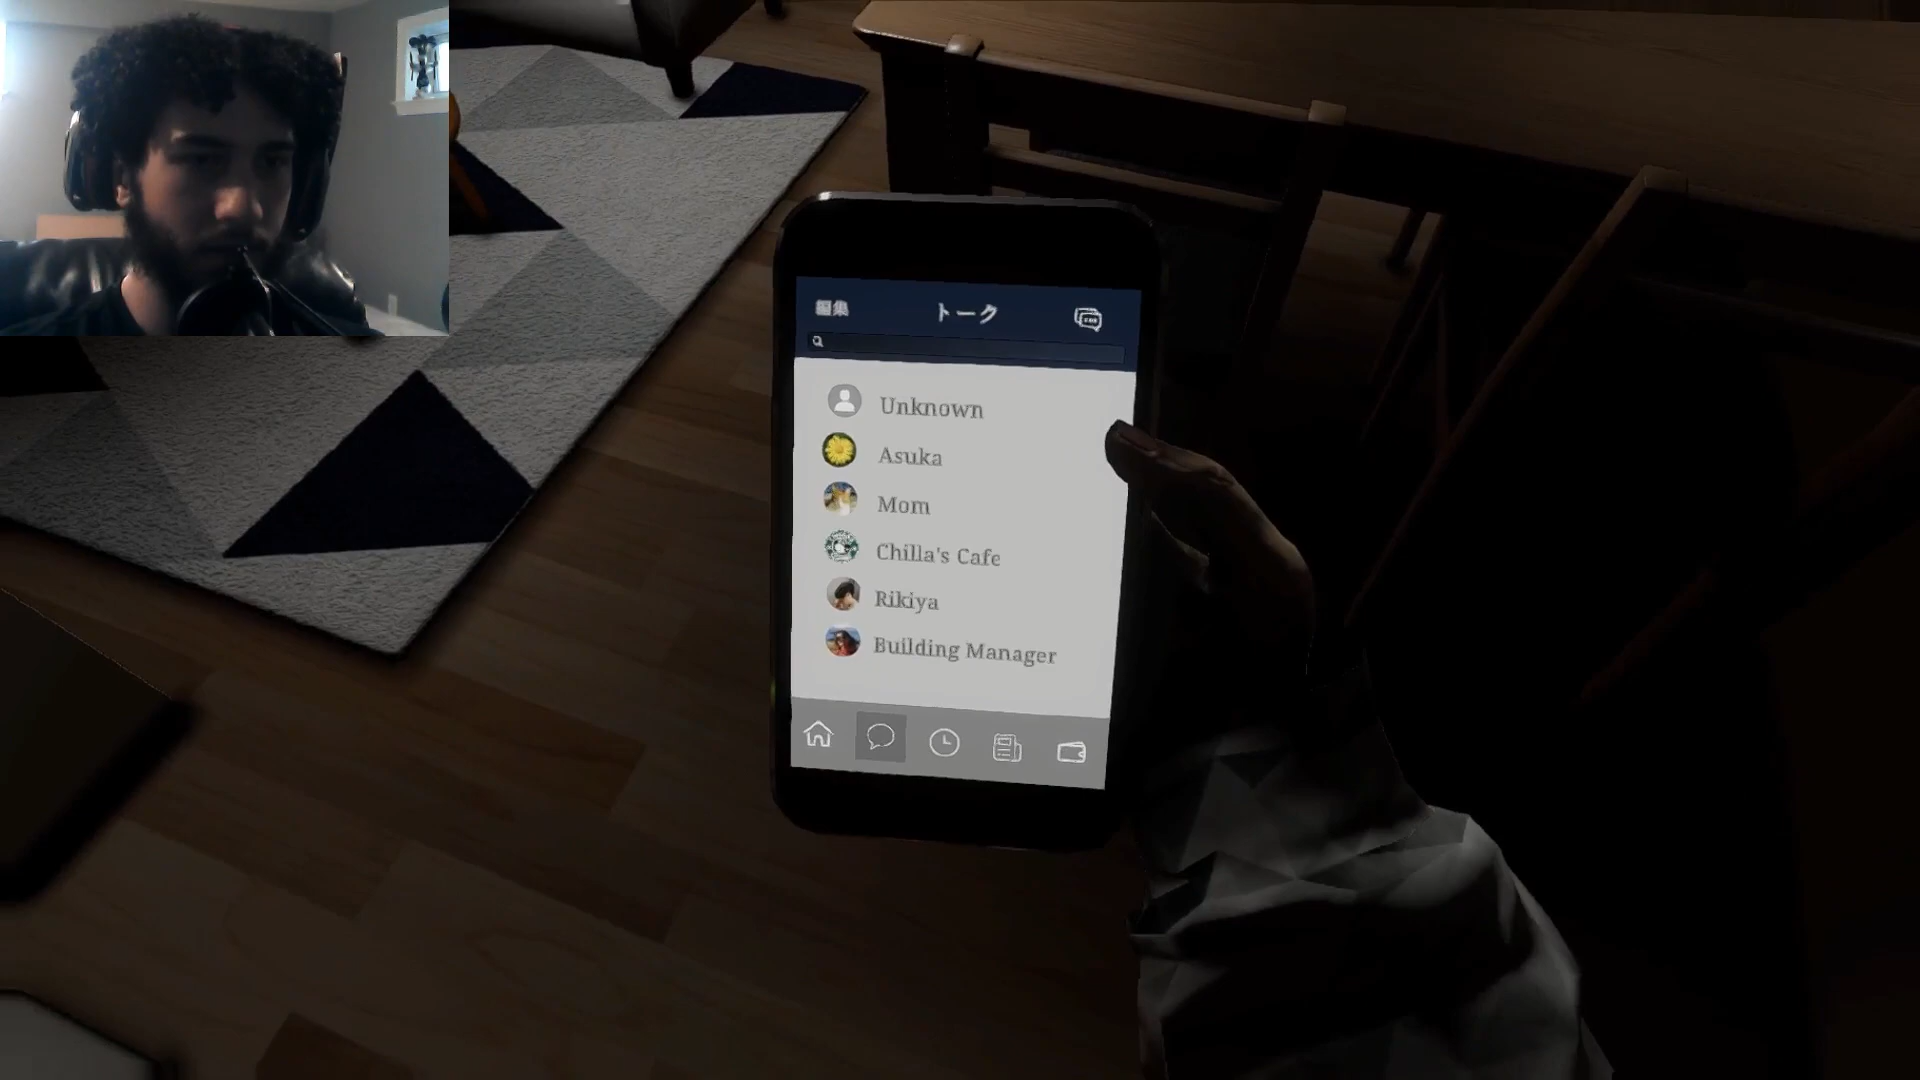 編集
トーク
Unknown
Asuka
Mom
Chilla's Cafe
Rikiya
Building Manager